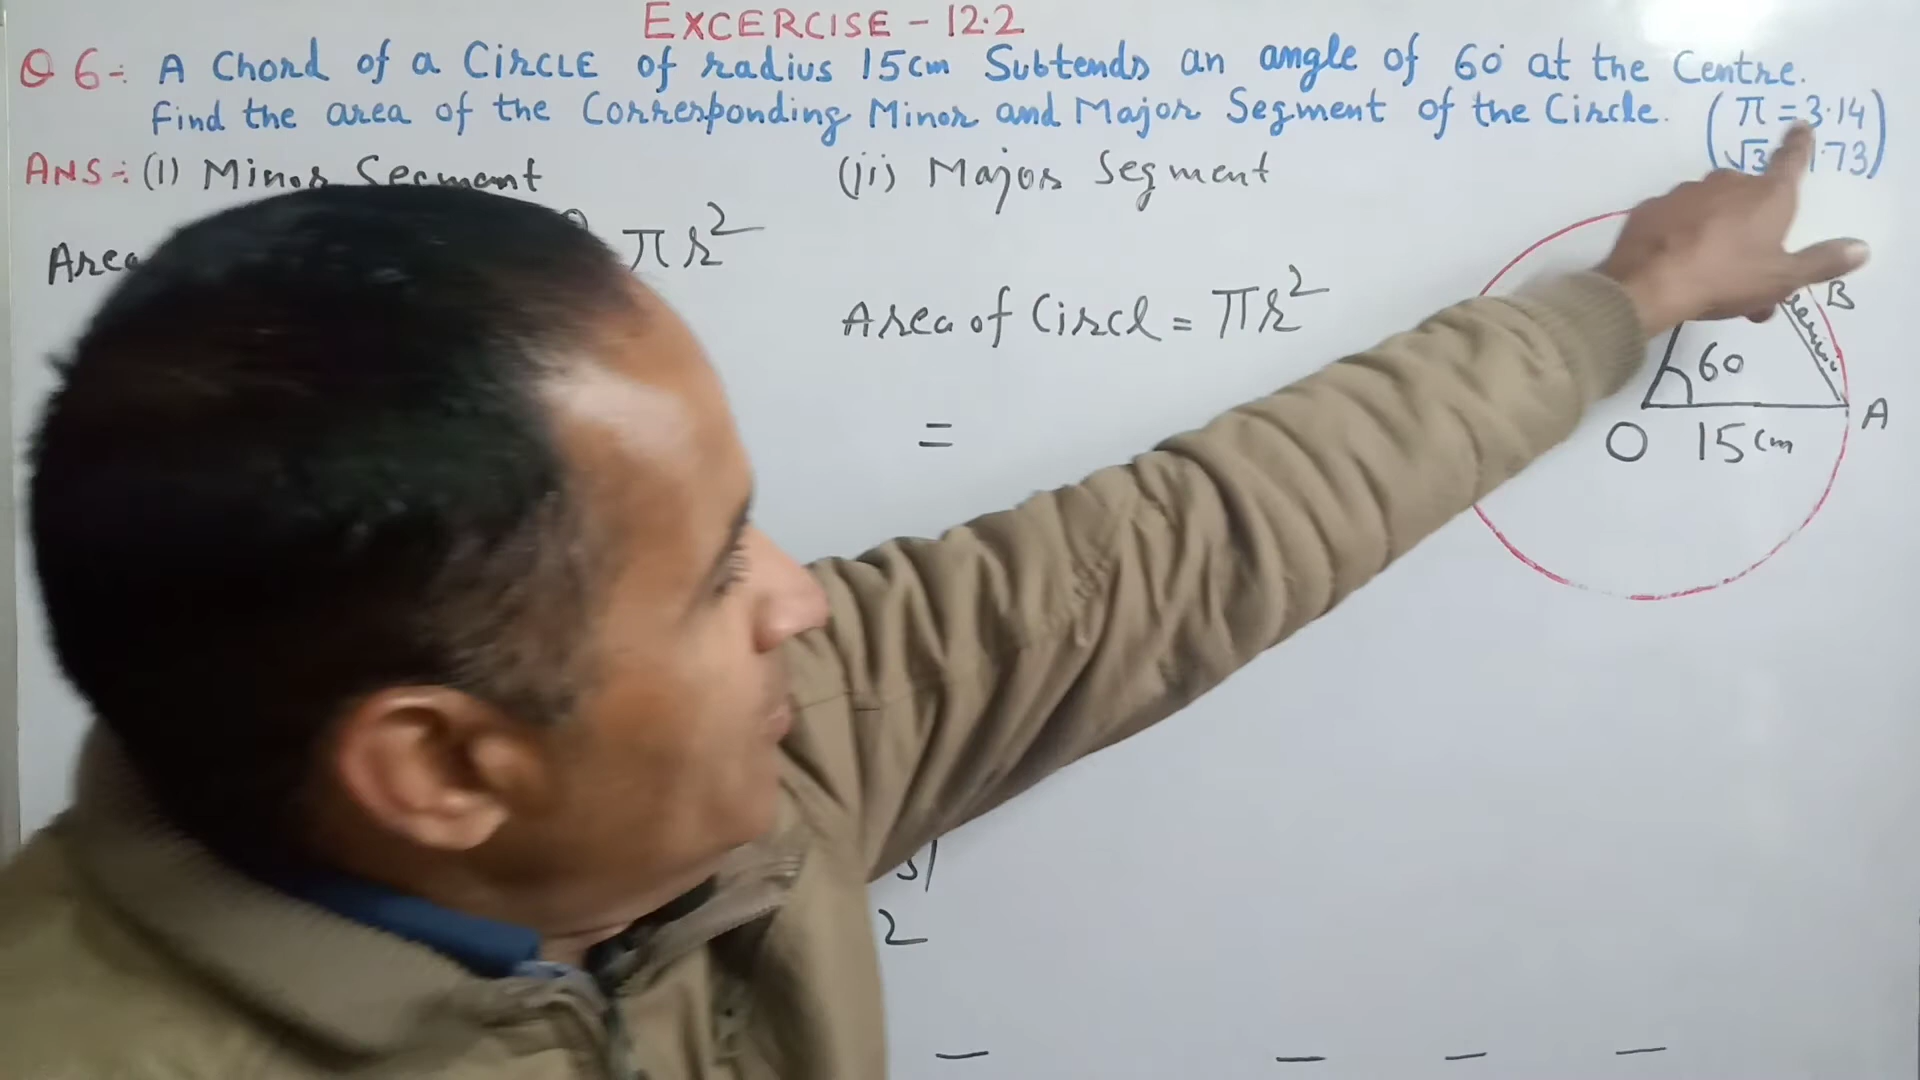 EXCERCISE - 12.2
Q 6 -: A Chord of a CirCLE of radius 15cm Subtends an angle of 60° at the Centre.
Find the area of the Corresponding Minor and Major Segment of the Circle. (π = 3.14
√3 1.73)
ANS -: (1) Minor Segment
(ii) Major Segment
Area
πr²
Area of Circl = πr²
=
B
60
A
O 15 cm
2